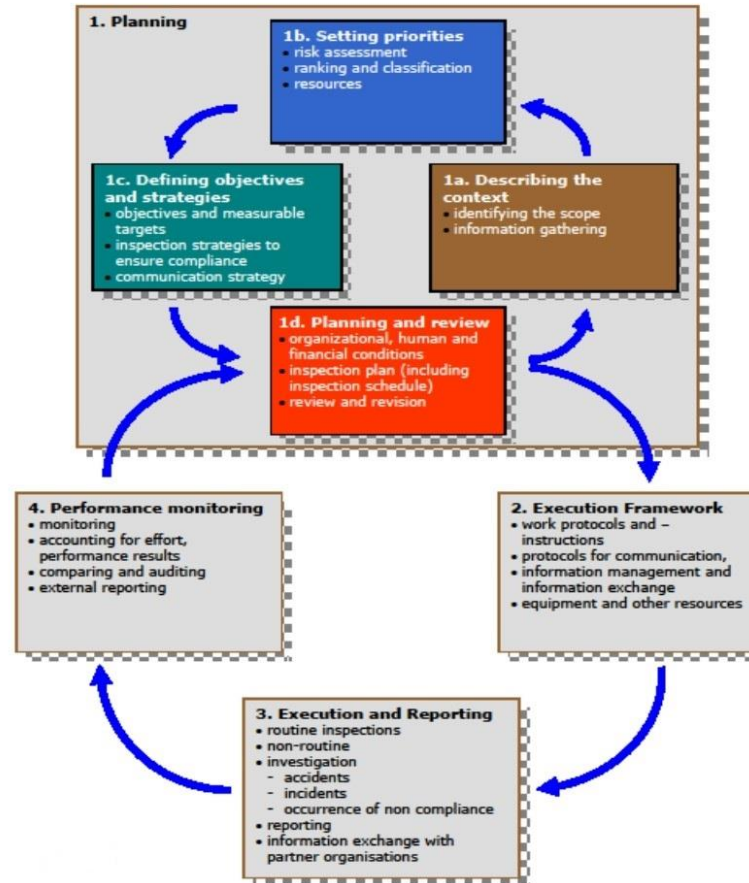 1. Planning
1b. Setting priorities
• risk assessment
• ranking and classification
• resources
1c. Defining objectives
and strategies
• objectives and measurable
targets
• inspection strategies to
ensure compliance
• communication strategy
1a. Describing the
context
• identifying the scope
• information gathering
1d. Planning and review
• organizational, human and
financial conditions
• inspection plan (including
inspection schedule)
• review and revision
4. Performance monitoring
• monitoring
• accounting for effort,
performance results
• comparing and auditing
• external reporting
2. Execution Framework
• work protocols and –
instructions
• protocols for communication,
• information management and
information exchange
• equipment and other resources
3. Execution and Reporting
• routine inspections
• non-routine
• investigation
- accidents
- incidents
- occurrence of non compliance
• reporting
• information exchange with
partner organisations